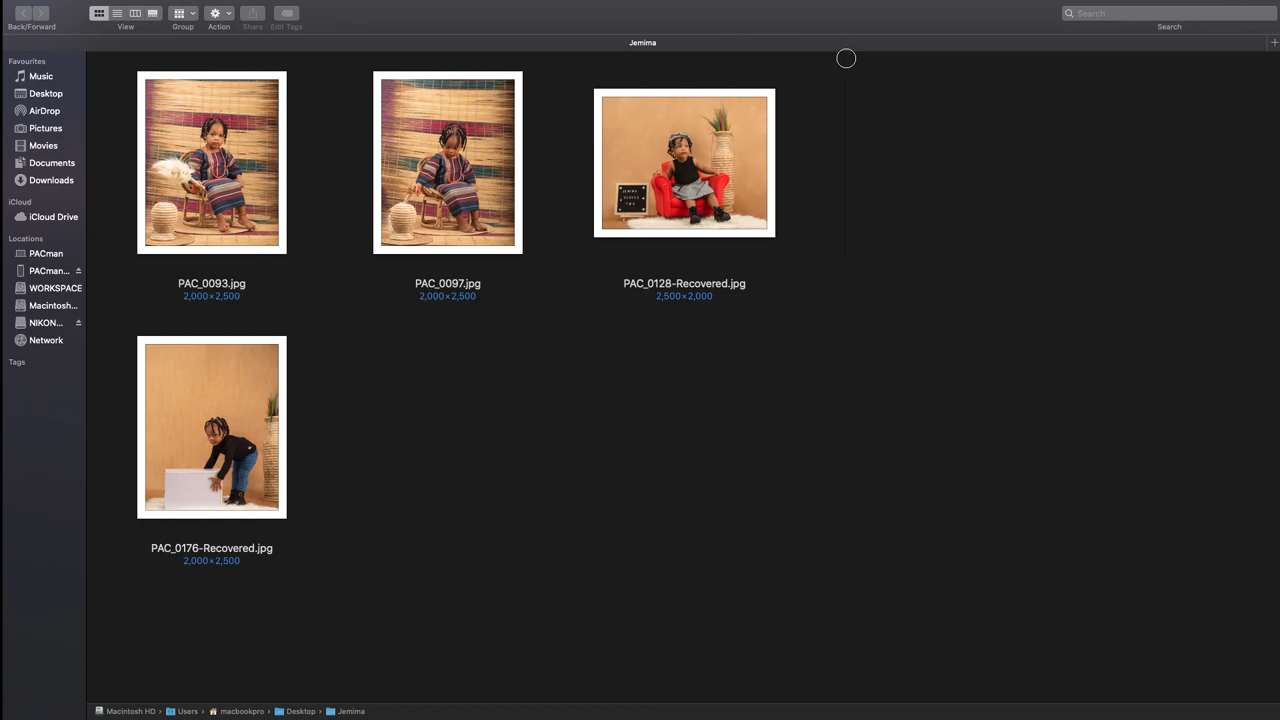 Search
Back/Forward
View
Group
Action
Share
Edit Tags
Search
Jemima
Favourites
Music
Desktop
AirDrop
Pictures
Movies
Documents
Downloads
iCloud
iCloud Drive
Locations
PACman
PACman...
WORKSPACE
Macintosh...
NIKON...
Network
Tags
JEMIMA
TWO
PAC_0093.jpg
2,000×2,500
PAC_0097.jpg
2,000×2,500
PAC_0128-Recovered.jpg
2,500×2,000
PAC_0176-Recovered.jpg
2,000×2,500
Macintosh HD › Users › macbookpro › Desktop › Jemima